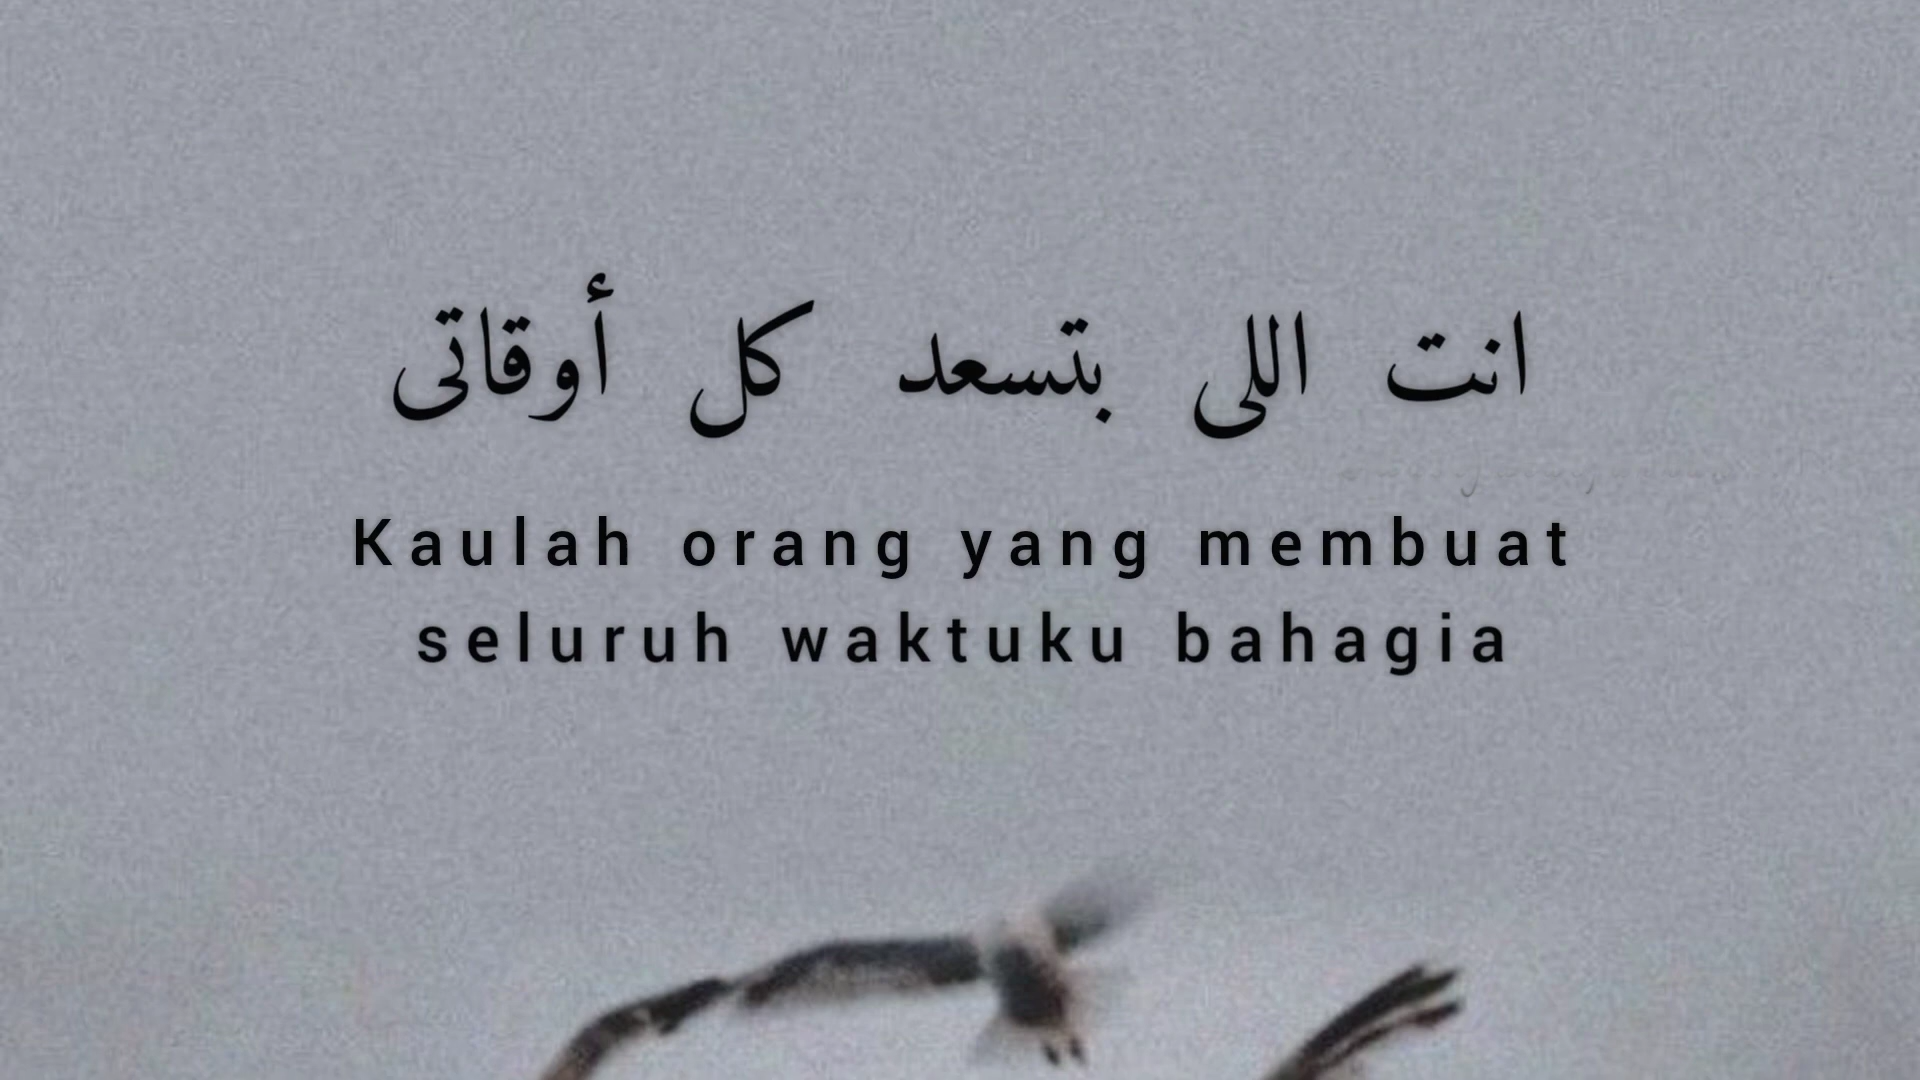 انت اللى بتسعد كل أوقاتى
Kaulah orang yang membuat
seluruh waktuku bahagia